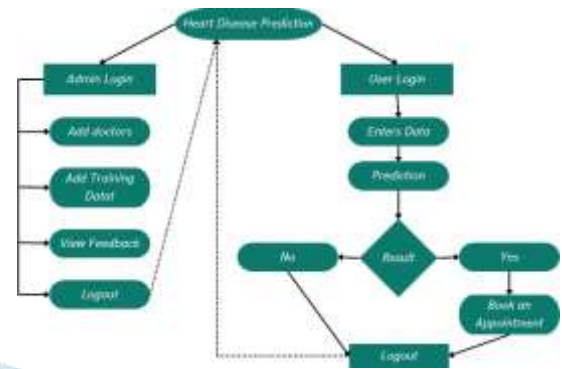 Heart Disease Prediction
Admin Login
User Login
Add doctors
Enters Data
Add Training
Datat
Prediction
View Feedback
No
Result
Yes
Logout
Book an
Appointment
Logout